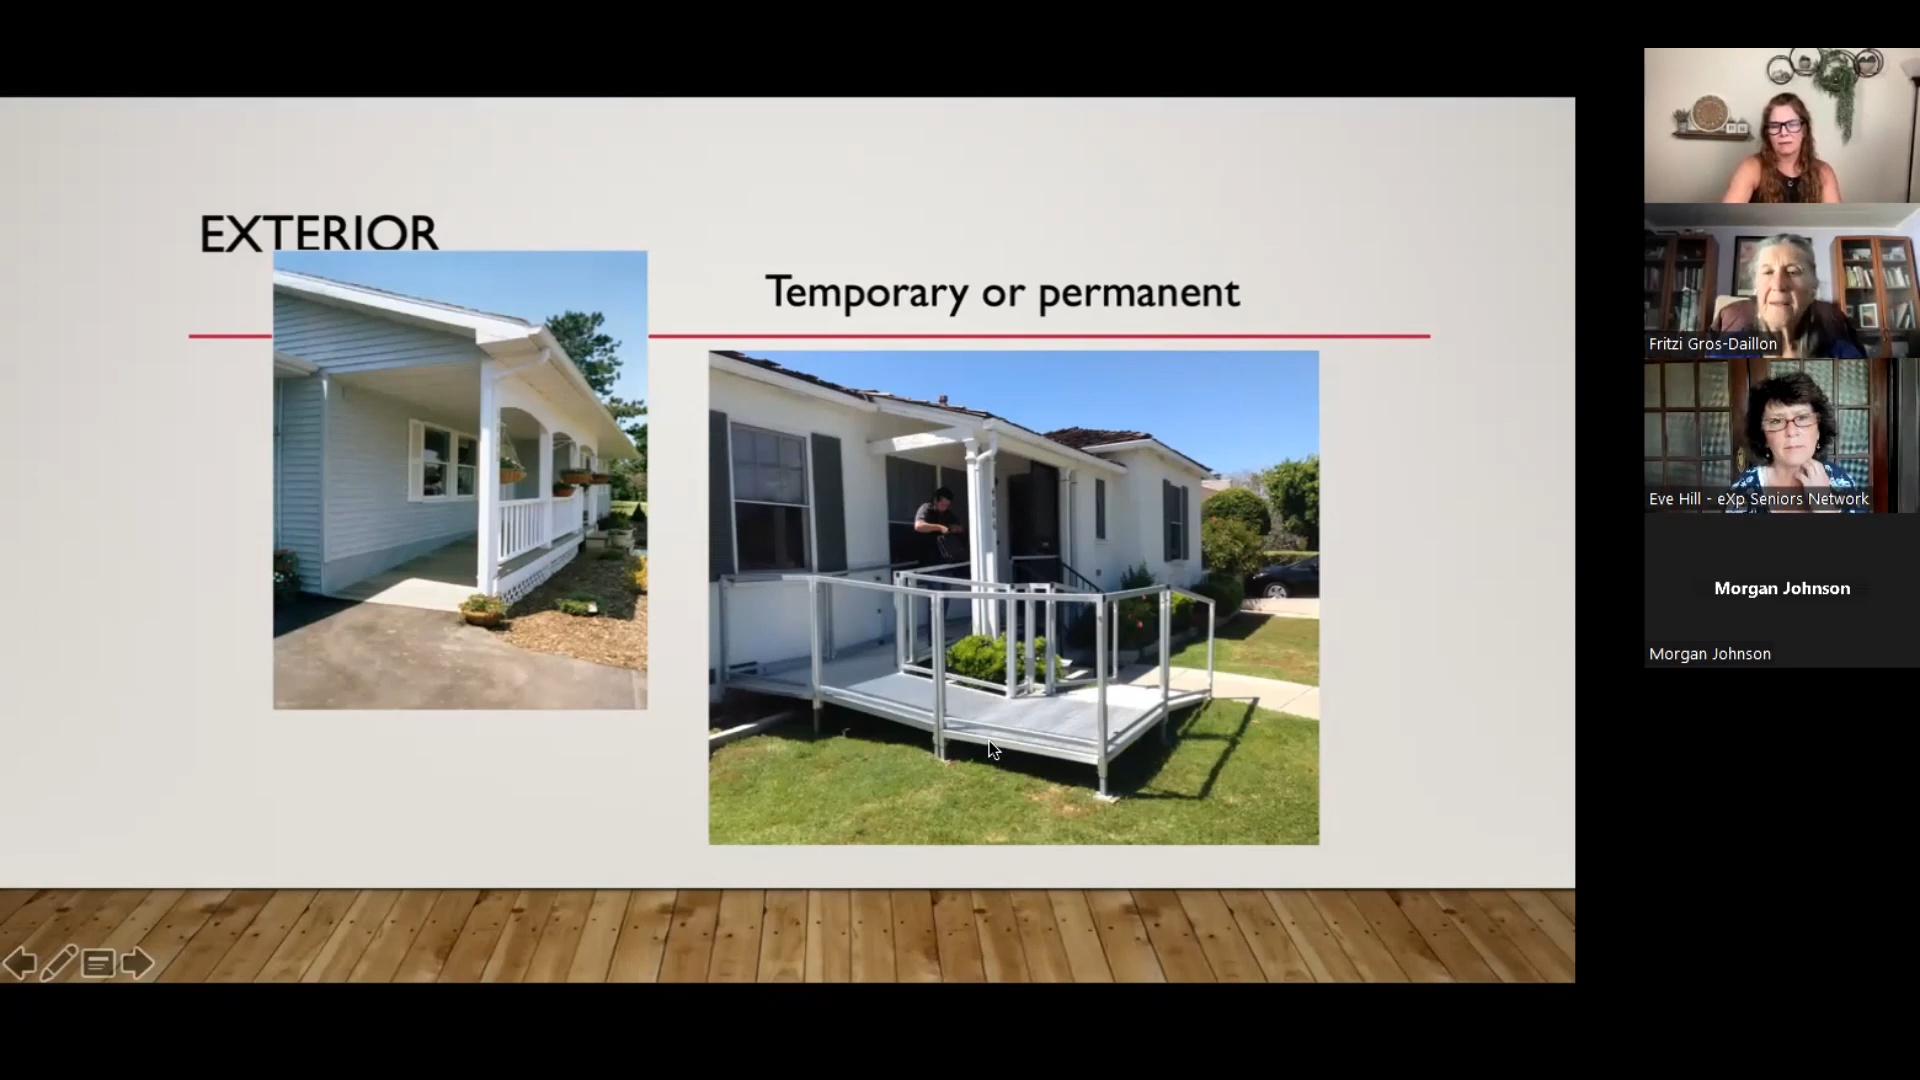 EXTERIOR
Temporary or permanent
Fritzi Gros-Daillon
Eve Hill - eXp Seniors Network
Morgan Johnson
Morgan Johnson